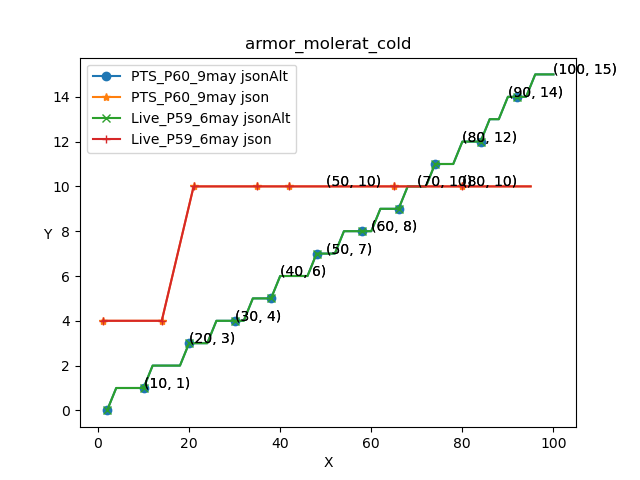 armor_molerat_cold
PTS_P60_9may jsonAlt
PTS_P60_9may json
Live_P59_6may jsonAlt
Live_P59_6may json
(100, 15)
(90, 14)
(80, 12)
(50, 10)
(70, 10)
(80, 10)
(60, 8)
(50, 7)
(40, 6)
(30, 4)
(20, 3)
(10, 1)
Y
14
12
10
8
6
4
2
0
0 20 40 60 80 100
X